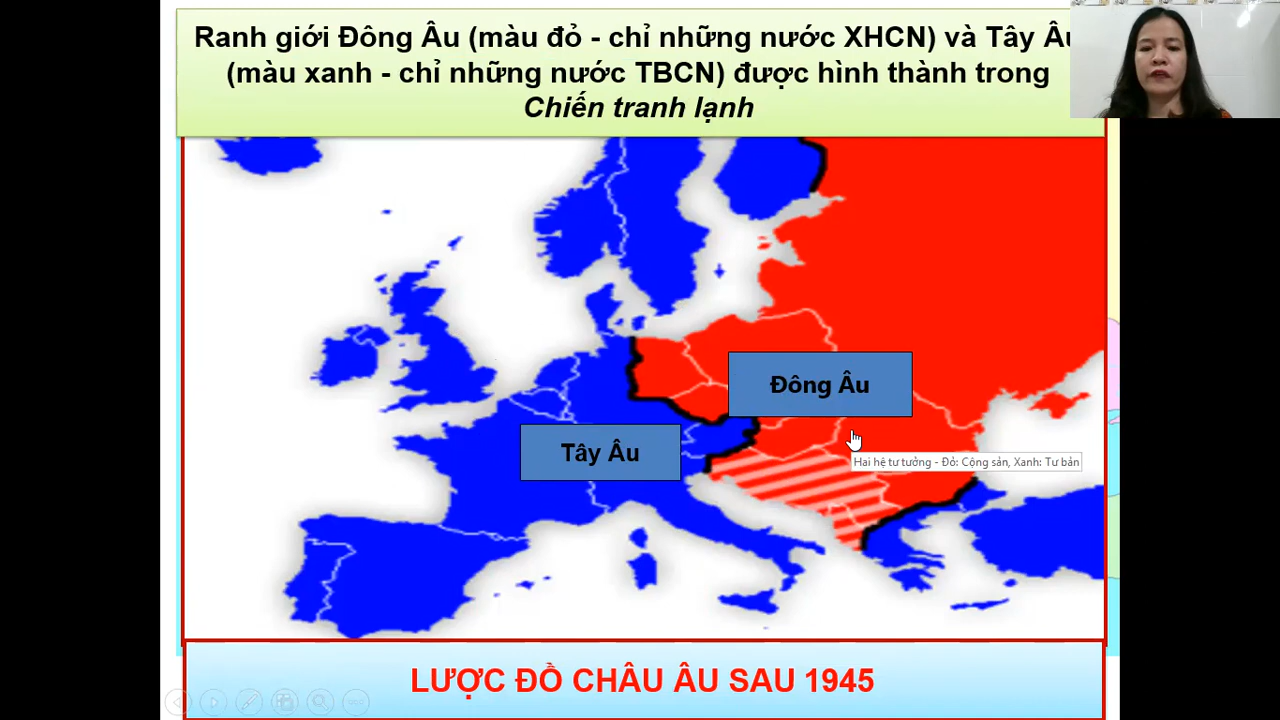 Ranh giới Đông Âu (màu đỏ - chỉ những nước XHCN) và Tây Âu
(màu xanh - chỉ những nước TBCN) được hình thành trong
Chiến tranh lạnh
Đông Âu
Tây Âu
Hai hệ tư tưởng - Đỏ: Cộng sản, Xanh: Tư bản
LƯỢC ĐỒ CHÂU ÂU SAU 1945